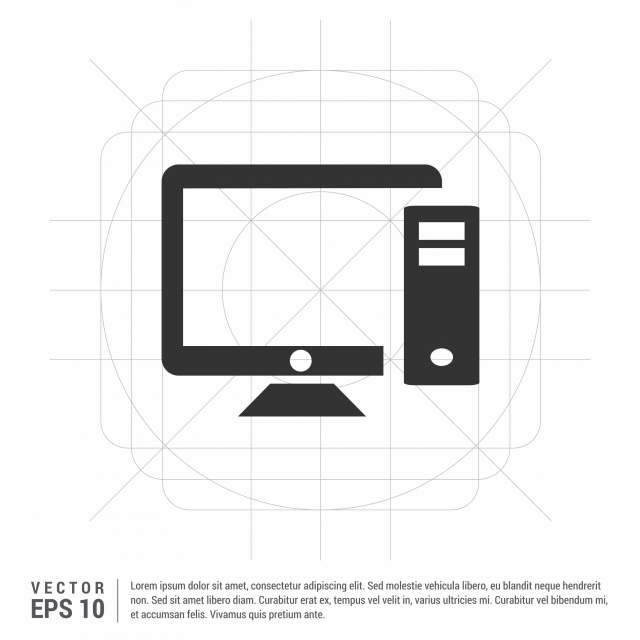 VECTOR
EPS 10
Lorem ipsum dolor sit amet, consectetur adipiscing elit. Sed molestie vehicula libero, eu blandit neque hendrerit
non. Sed sit amet libero diam. Curabitur erat ex, tempus vel velit in, varius ultricies mi. Curabitur vel bibendum mi,
et accumsan felis. Vivamus quis pretium ante.